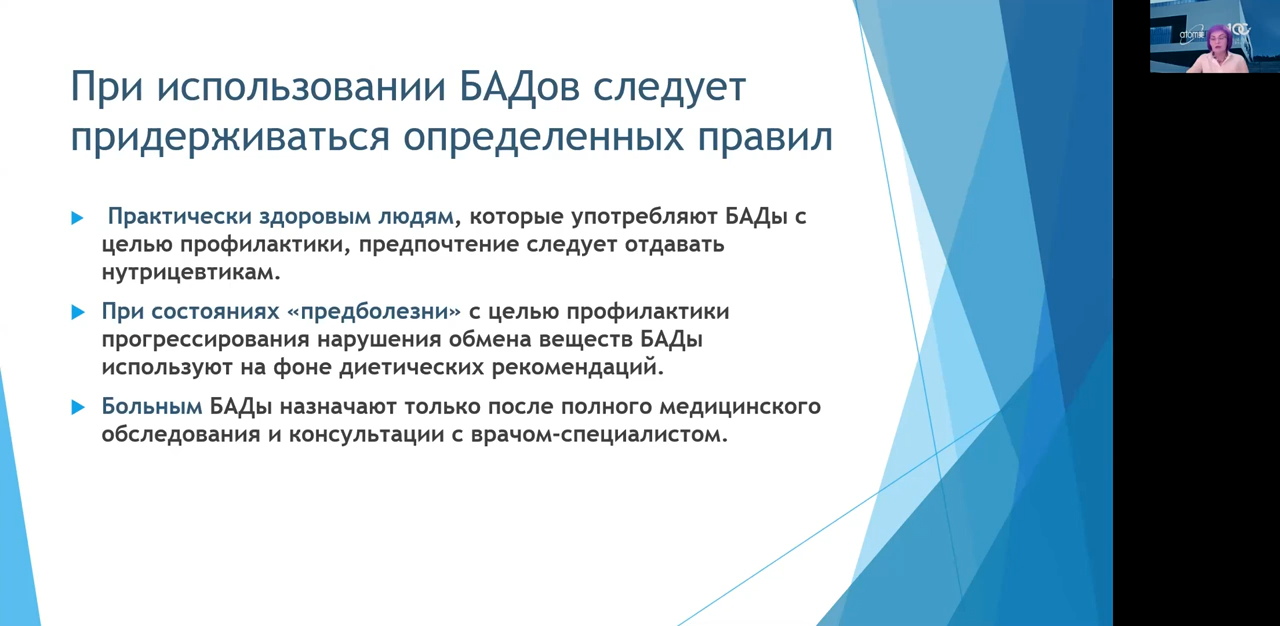 При использовании БАДов следует
придерживаться определенных правил
Практически здоровым людям, которые употребляют БАДы с
целью профилактики, предпочтение следует отдавать
нутрицевтикам.
При состояниях «предболезни» с целью профилактики
прогрессирования нарушения обмена веществ БАДы
используют на фоне диетических рекомендаций.
Больным БАДы назначают только после полного медицинского
обследования и консультации с врачом-специалистом.